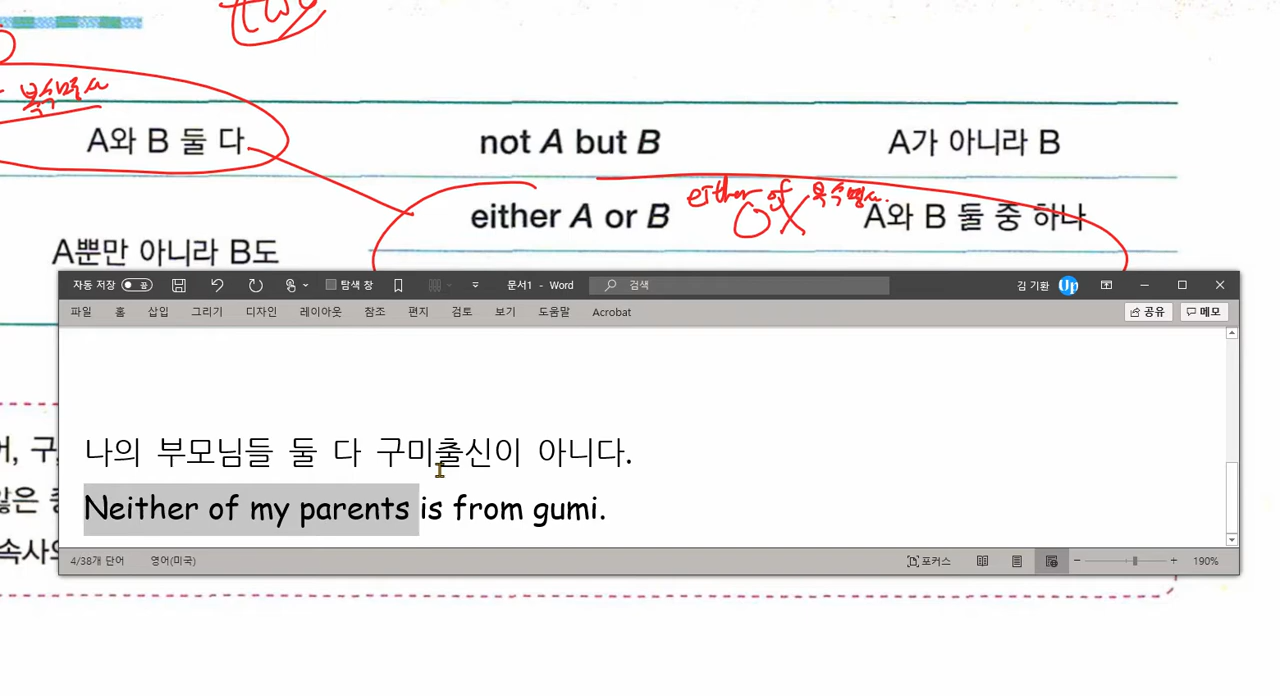 two
복수명사
A와 B 둘 다
not A but B
A가 아니라 B
either of 복수명사.
either A or B
A와 B 둘 중 하나
A뿐만 아니라 B도
자동 저장 끔
탐색 창
문서1 - Word
검색
김 기환
Up
파일 홈 삽입 그리기 디자인 레이아웃 참조 편지 검토 보기 도움말 Acrobat
공유 메모
나의 부모님들 둘 다 구미출신이 아니다.
Neither of my parents is from gumi.
4/38개 단어
영어(미국)
포커스
190%